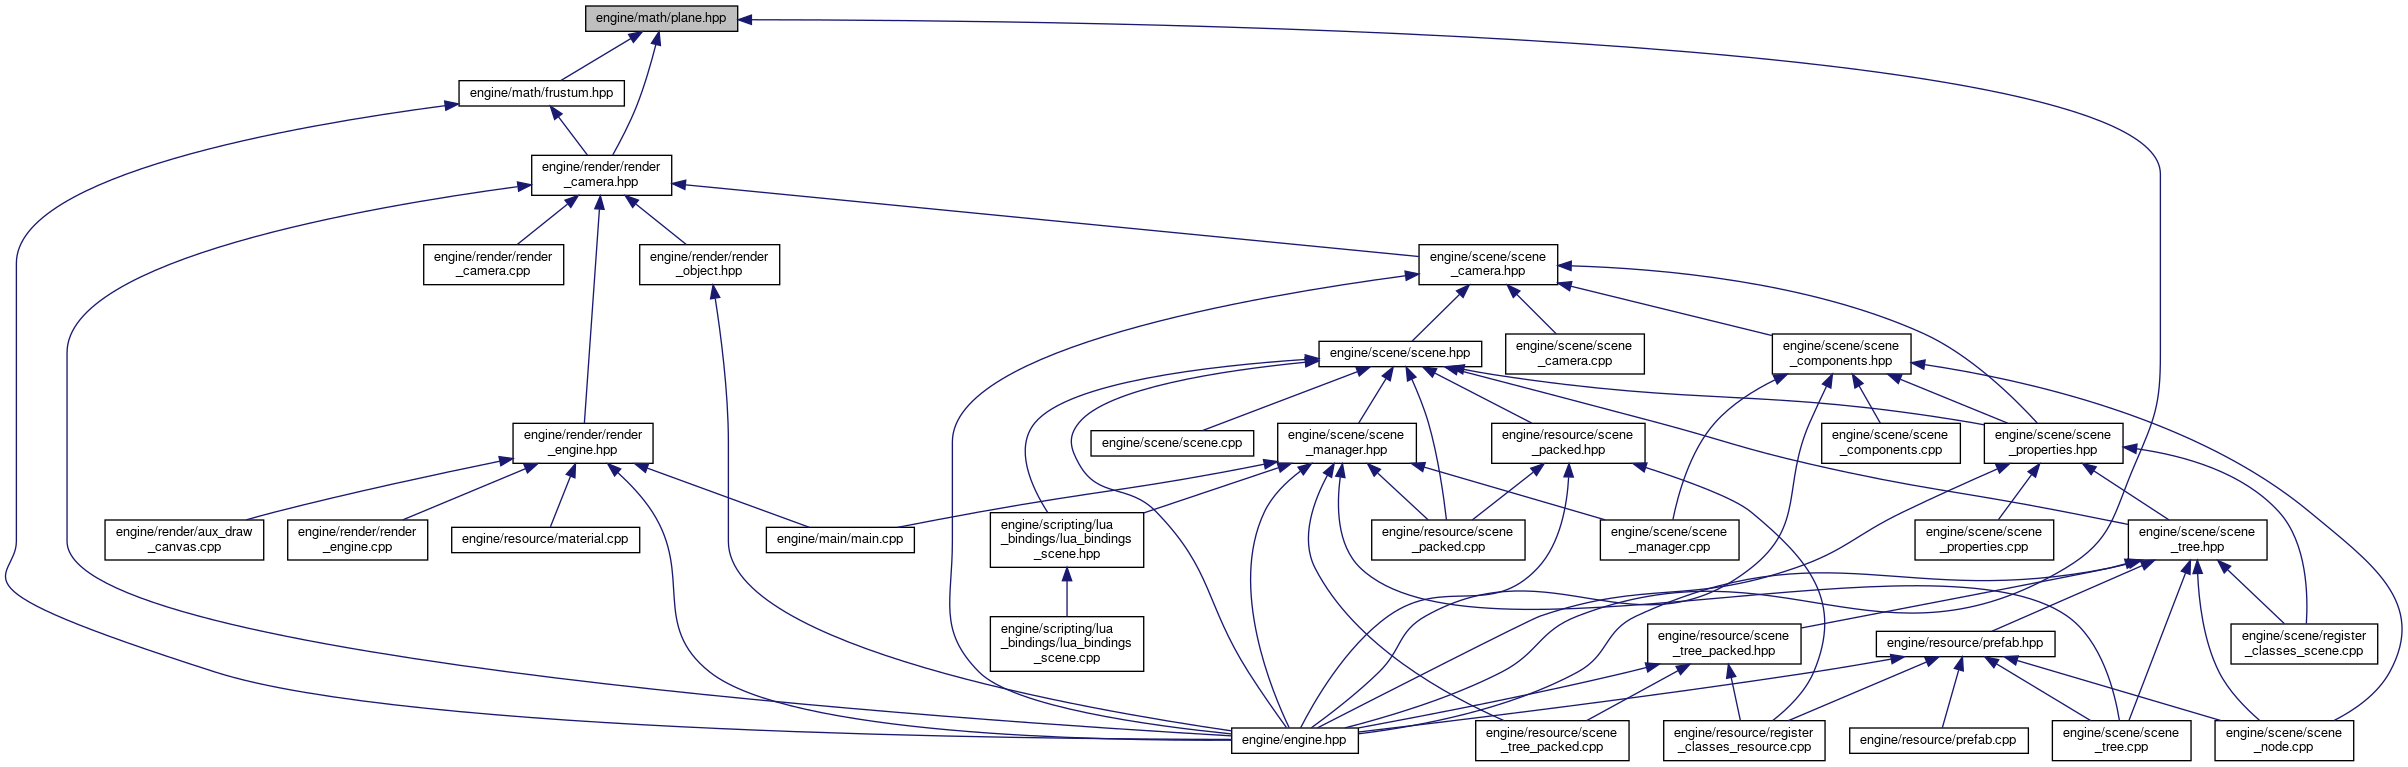 engine/math/plane.hpp
engine/math/frustum.hpp
engine/render/render
_camera.hpp
engine/render/render
_camera.cpp
engine/render/render
_object.hpp
engine/scene/scene
_camera.hpp
engine/scene/scene.hpp
engine/scene/scene
_camera.cpp
engine/scene/scene
_components.hpp
engine/render/render
_engine.hpp
engine/scene/scene.cpp
engine/scene/scene
_manager.hpp
engine/resource/scene
_packed.hpp
engine/scene/scene
_components.cpp
engine/scene/scene
_properties.hpp
engine/render/aux_draw
_canvas.cpp
engine/render/render
_engine.cpp
engine/resource/material.cpp
engine/main/main.cpp
engine/scripting/lua
_bindings/lua_bindings
_scene.hpp
engine/resource/scene
_packed.cpp
engine/scene/scene
_manager.cpp
engine/scene/scene
_properties.cpp
engine/scene/scene
_tree.hpp
engine/scripting/lua
_bindings/lua_bindings
_scene.cpp
engine/resource/scene
_tree_packed.hpp
engine/resource/prefab.hpp
engine/scene/register
_classes_scene.cpp
engine/engine.hpp
engine/resource/scene
_tree_packed.cpp
engine/resource/register
_classes_resource.cpp
engine/resource/prefab.cpp
engine/scene/scene
_tree.cpp
engine/scene/scene
_node.cpp